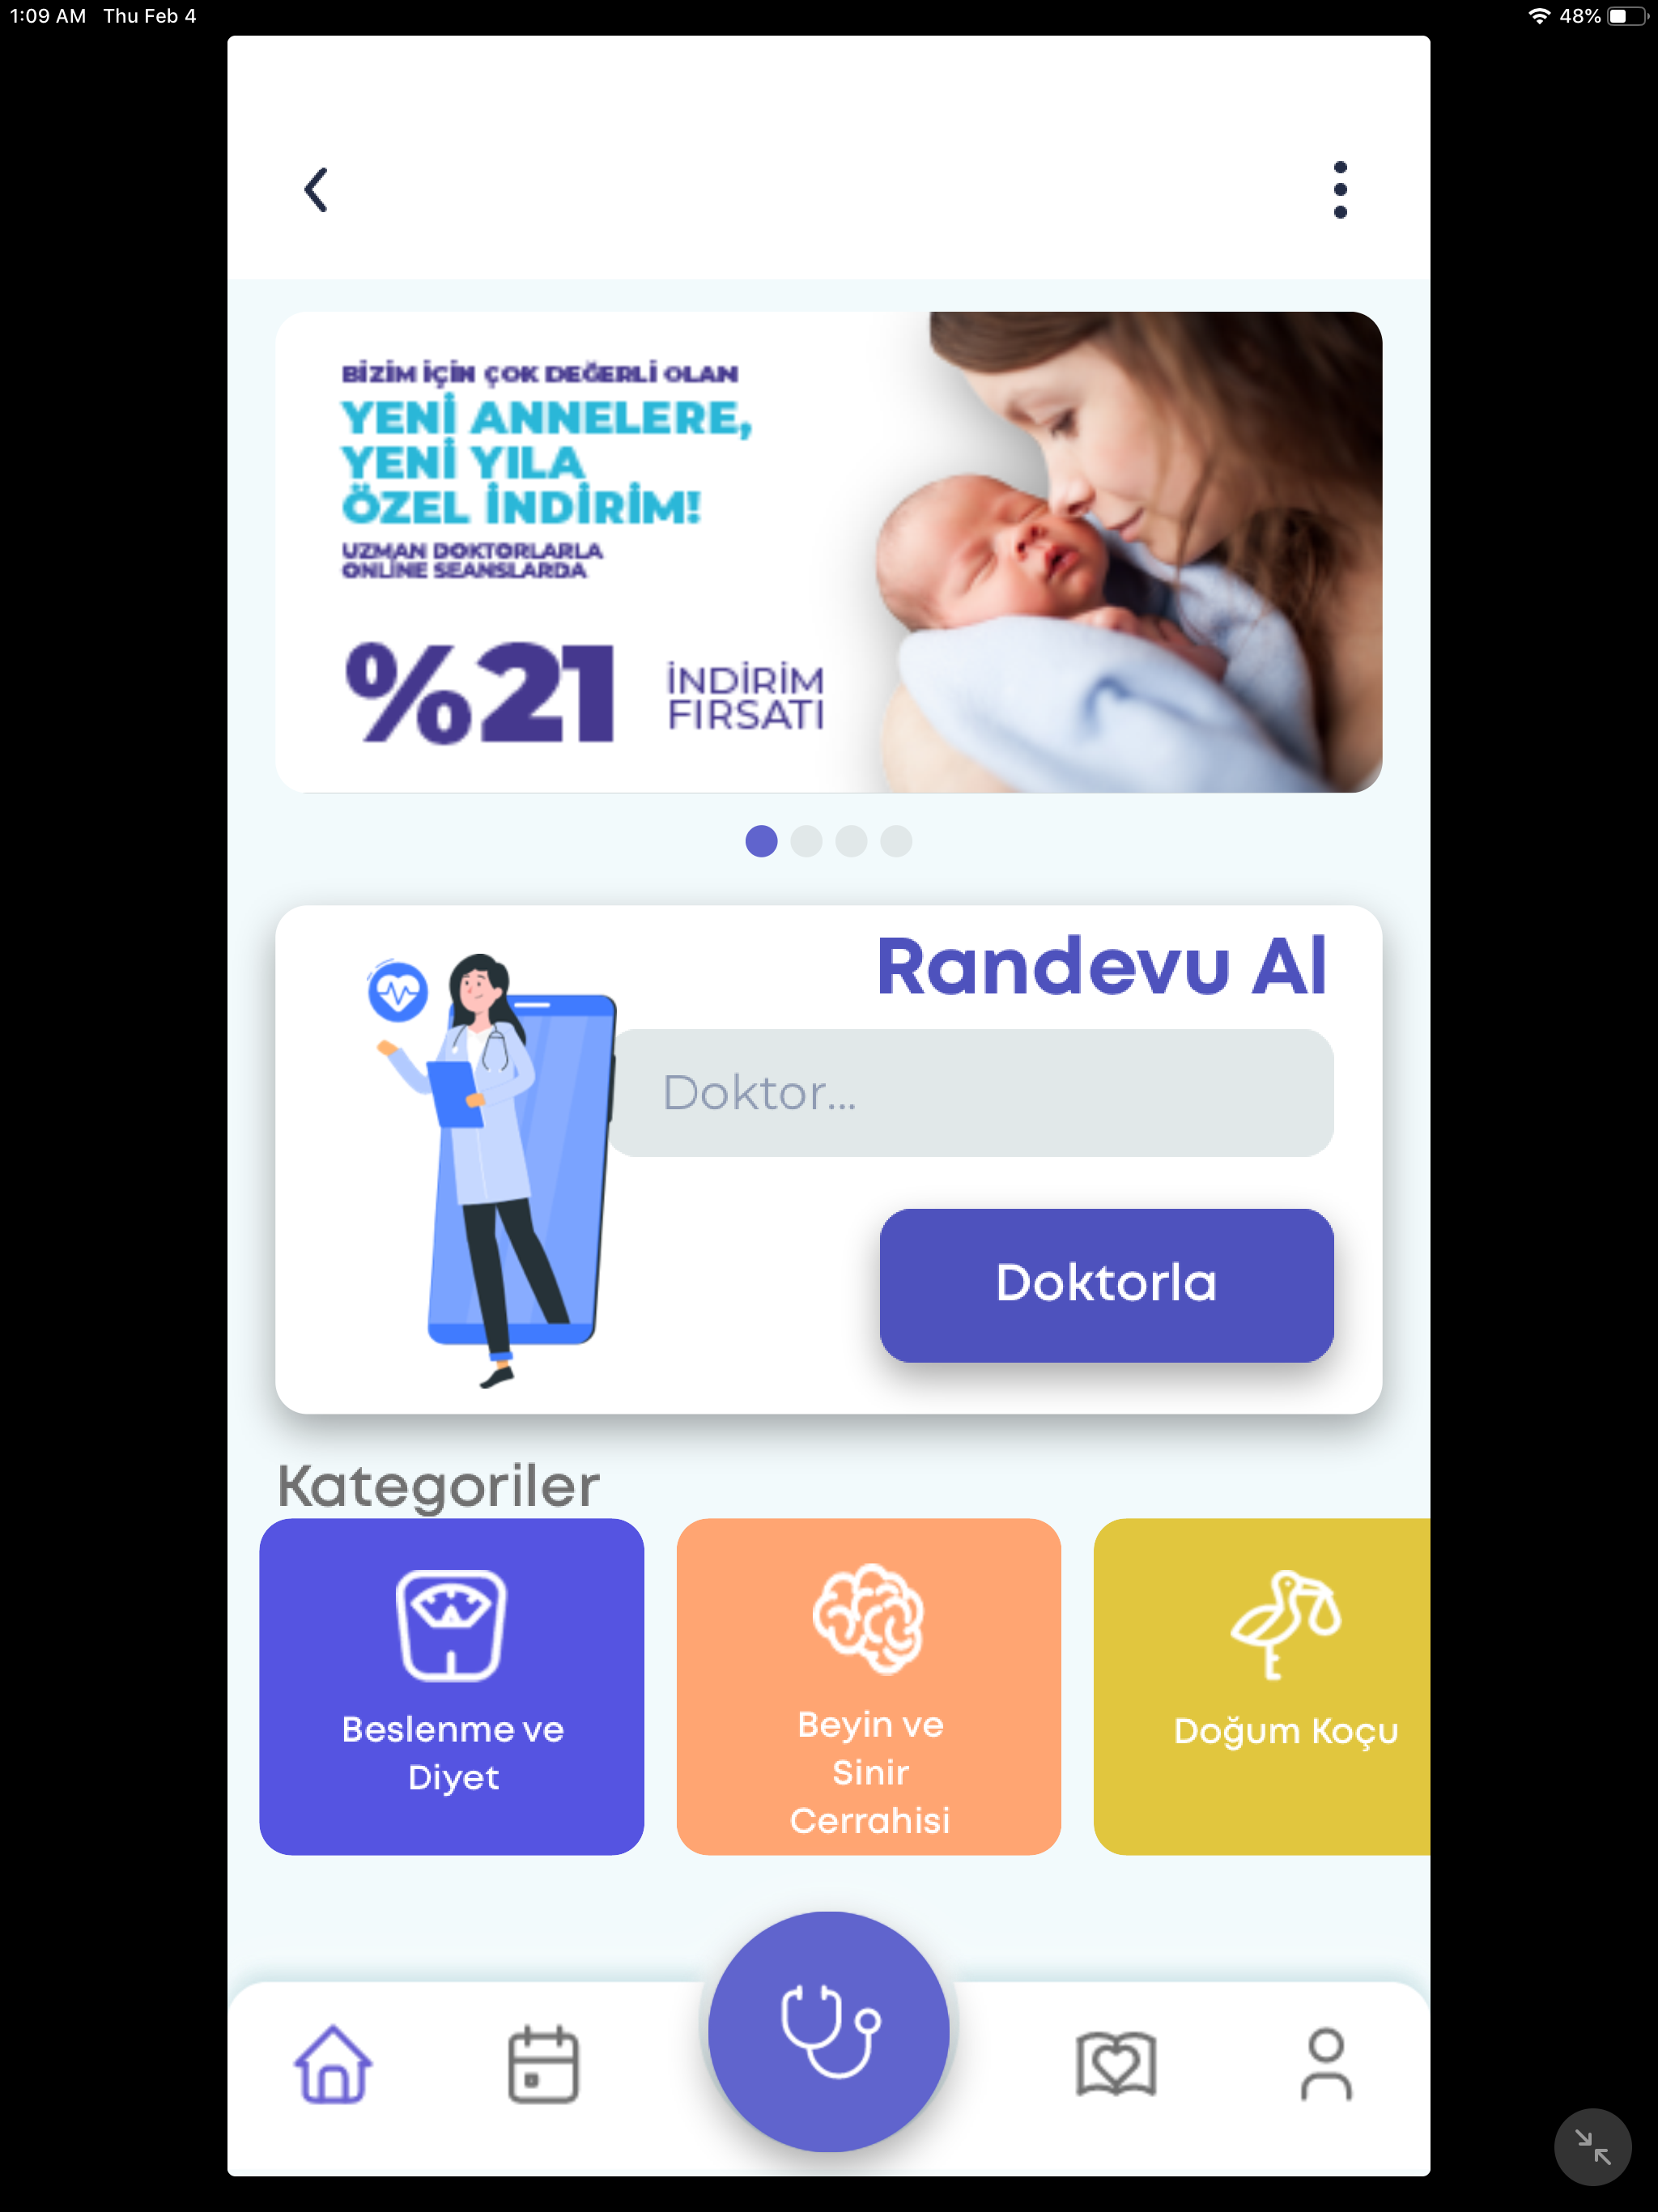 1:09 AM Thu Feb 4
48%
BİZİM İÇİN ÇOK DEĞERLİ OLAN
YENİ ANNELERE,
YENİ YILA
ÖZEL İNDİRİM!
UZMAN DOKTORLARLA
ONLİNE SEANSLARDA
%21
İNDİRİM
FIRSATI
Randevu Al
Doktor...
Doktorla
Kategoriler
Beslenme ve
Diyet
Beyin ve
Sinir
Cerrahisi
Doğum Koçu